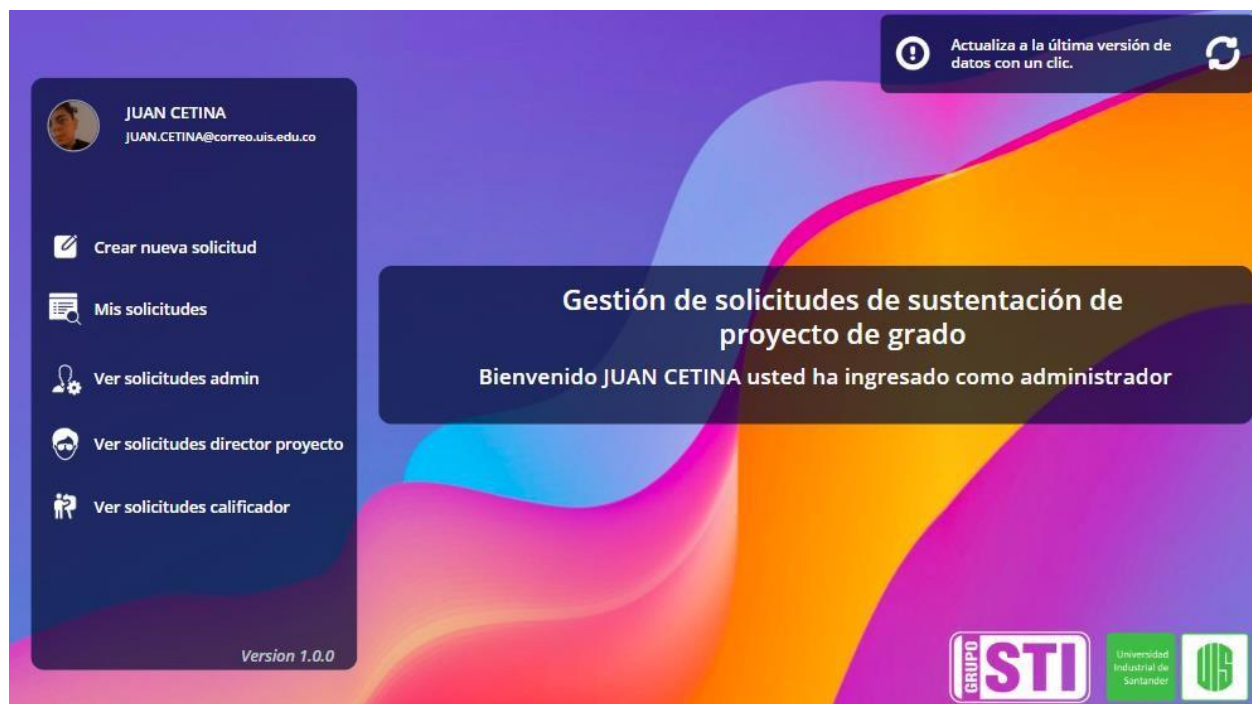 Actualiza a la última versión de
datos con un clic.
JUAN CETINA
JUAN.CETINA@correo.uis.edu.co
Crear nueva solicitud
Mis solicitudes
Ver solicitudes admin
Ver solicitudes director proyecto
Ver solicitudes calificador
Version 1.0.0
Gestión de solicitudes de sustentación de
proyecto de grado
Bienvenido JUAN CETINA usted ha ingresado como administrador
GRUPO
STI
Universidad
Industrial de
Santander
UIS